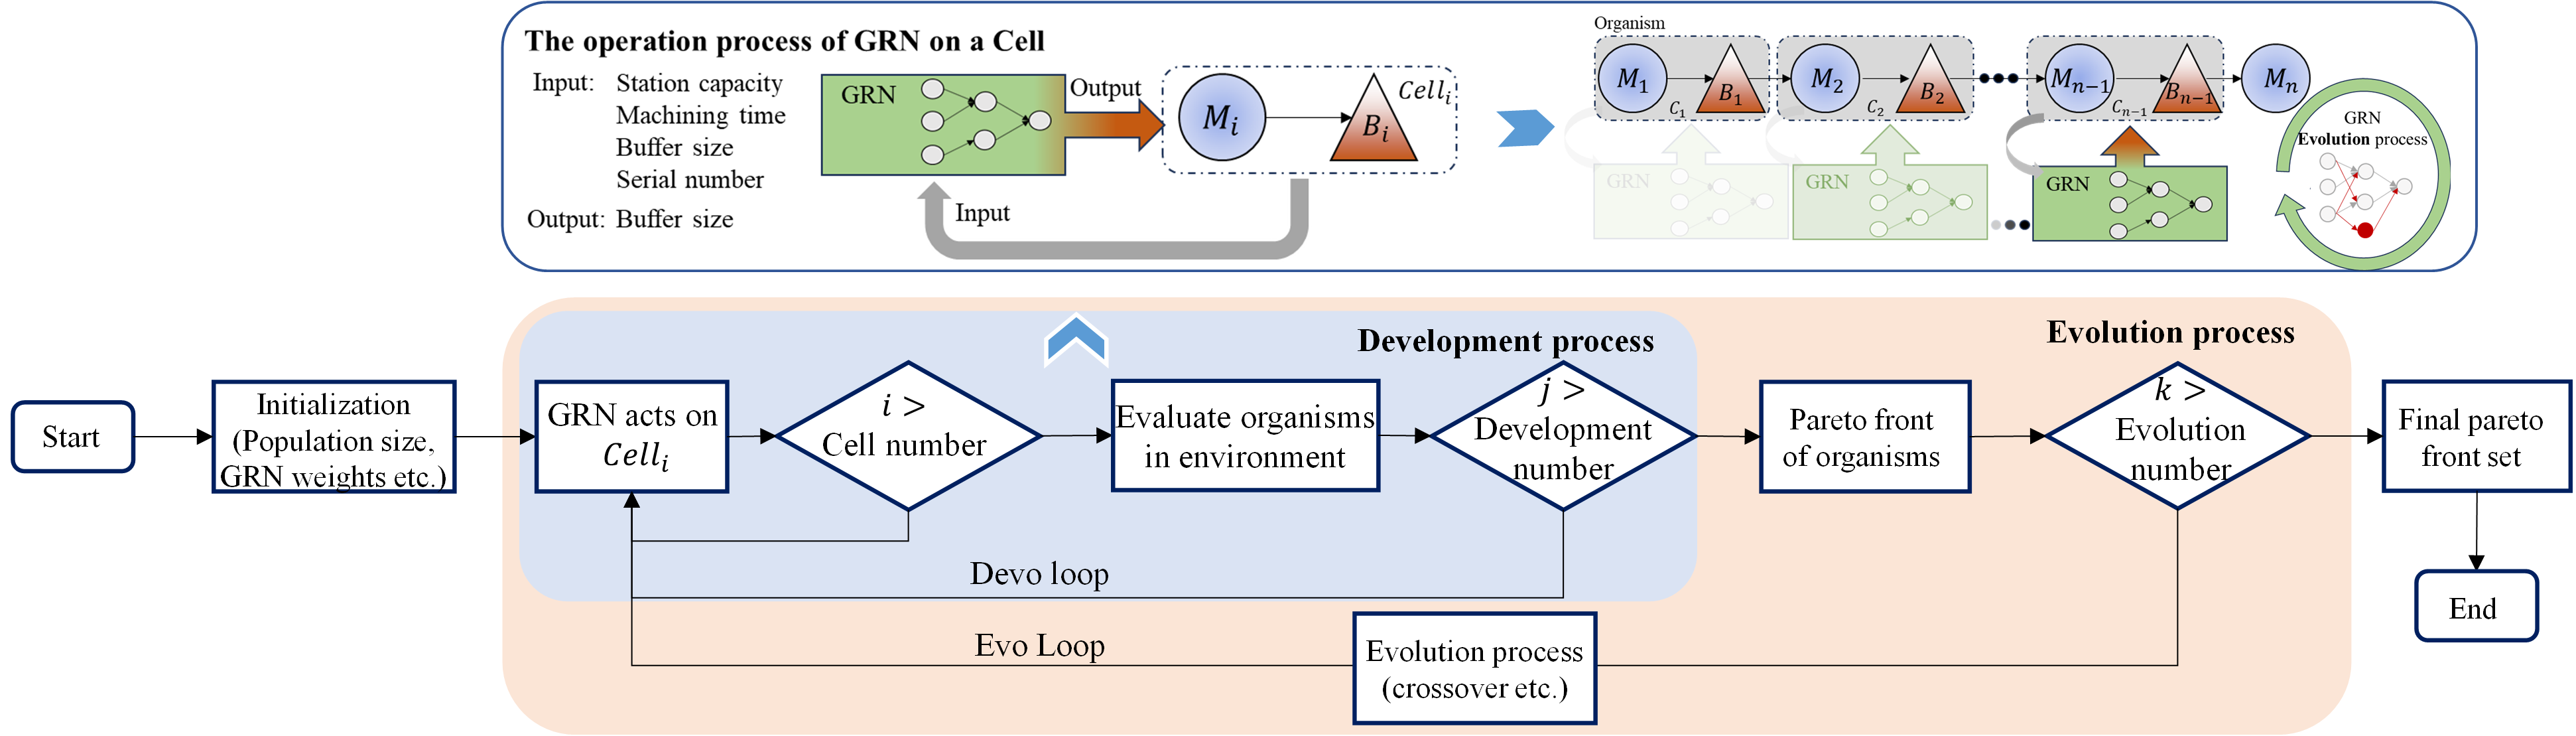 The operation process of GRN on a Cell
Input: Station capacity
Machining time
Buffer size
Serial number
Output: Buffer size
GRN
Output
M_i
B_i
Cell_i
Input
Organism
M_1
B_1
C_1
M_2
B_2
C_2
M_{n-1}
B_{n-1}
C_{n-1}
M_n
GRN
GRN
GRN
GRN
Evolution process
Development process
Evolution process
Start
Initialization
(Population size,
GRN weights etc.)
GRN acts on
Cell_i
i >
Cell number
Evaluate organisms
in environment
j >
Development
number
Pareto front
of organisms
k >
Evolution
number
Final pareto
front set
Devo loop
Evo Loop
Evolution process
(crossover etc.)
End